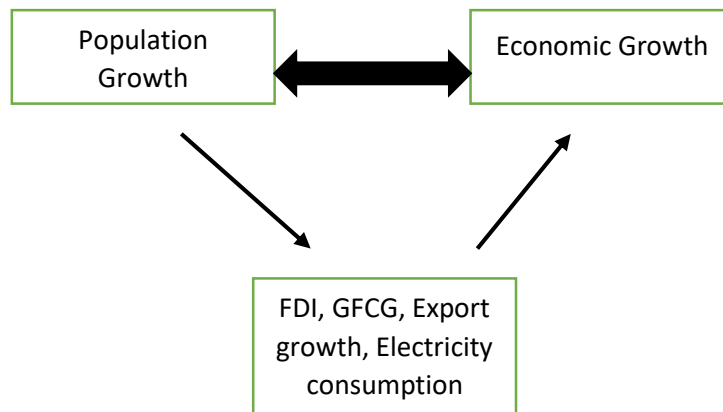 Population
Growth
Economic Growth
FDI, GFCG, Export
growth, Electricity
consumption